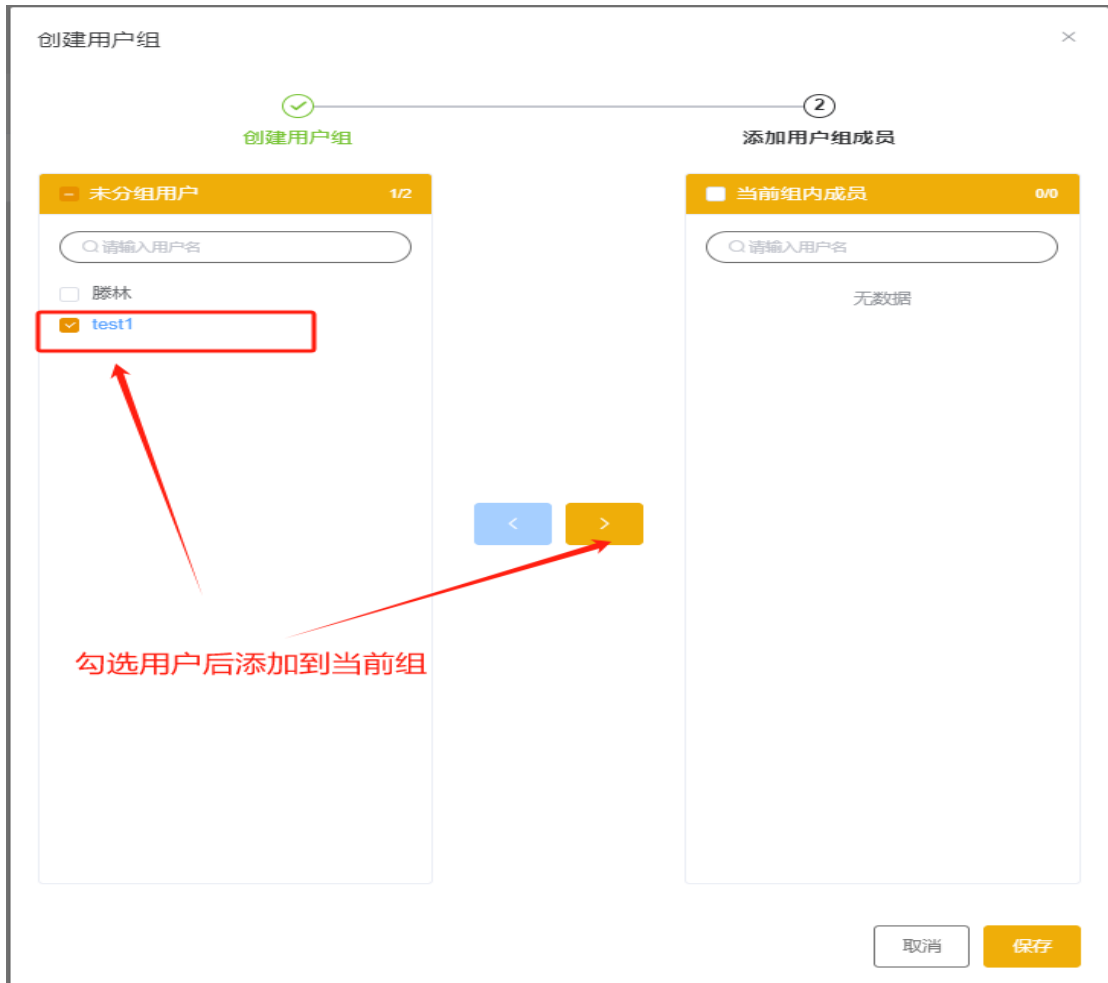 创建用户组
2
创建用户组
添加用户组成员
未分组用户 1/2
当前组内成员 0/0
请输入用户名
请输入用户名
滕林
无数据
test1
勾选用户后添加到当前组
取消
保存